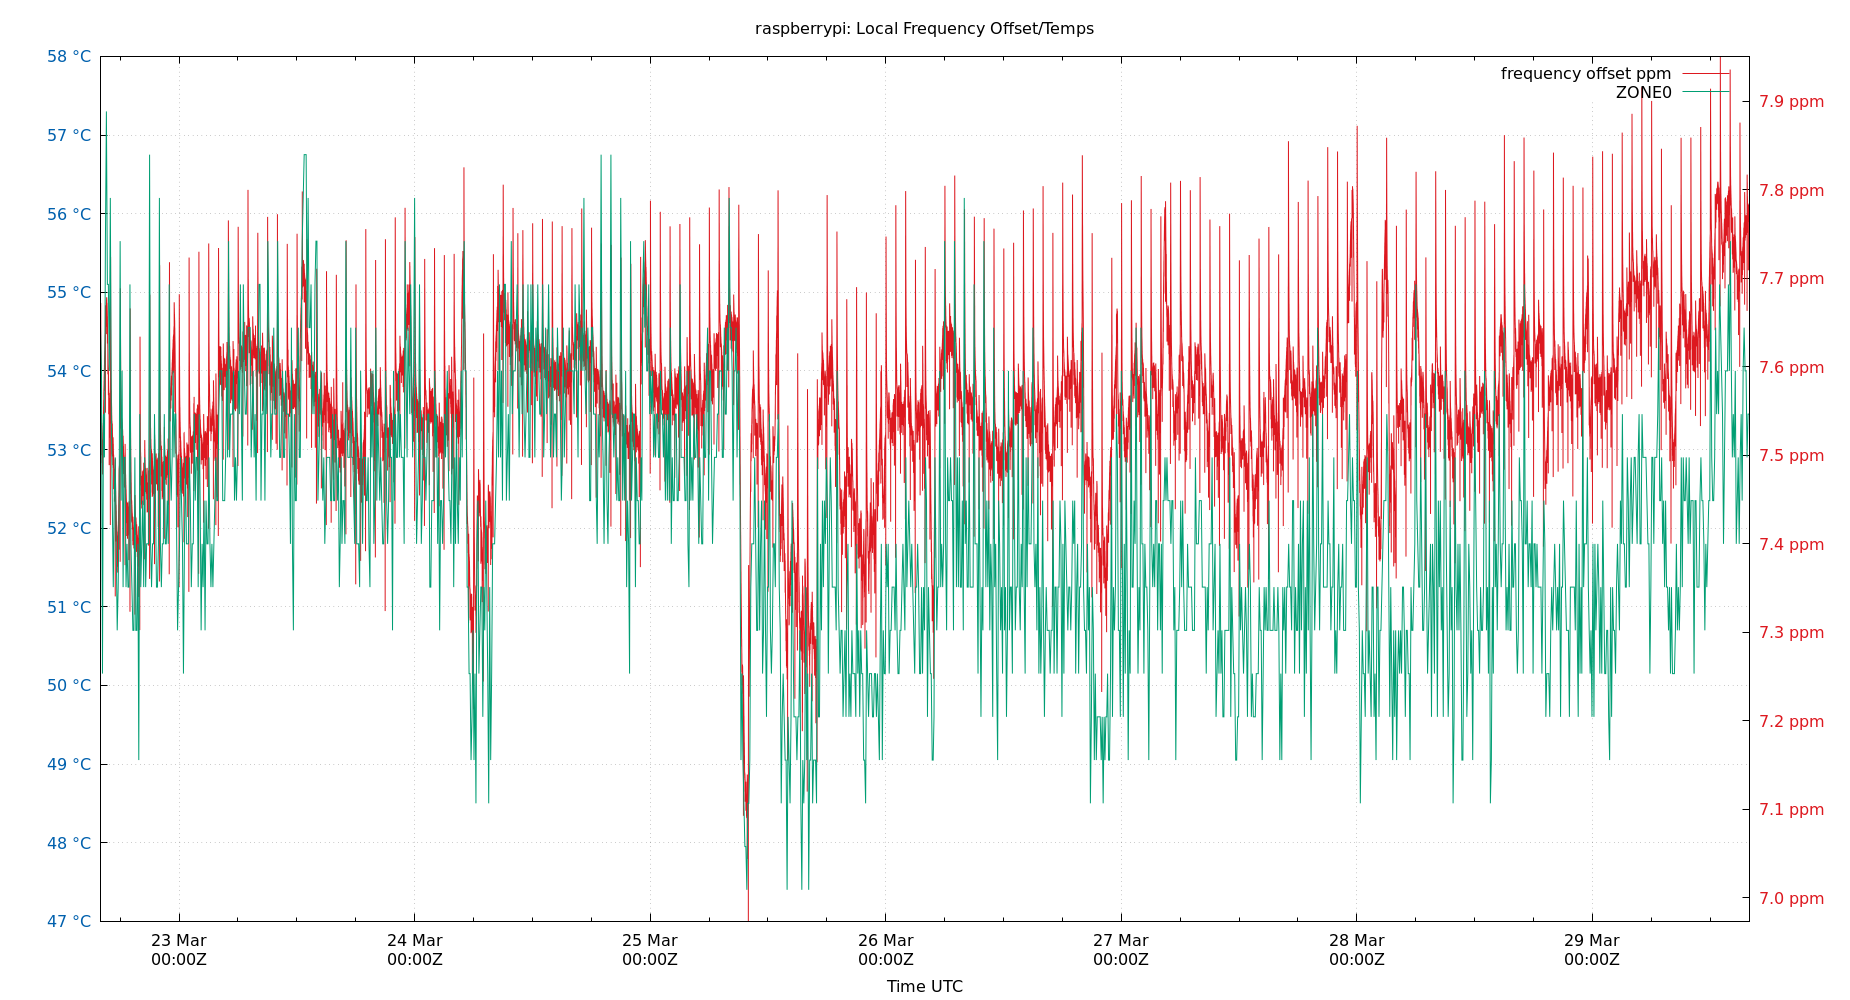 raspberrypi: Local Frequency Offset/Temps
58 °C
57 °C
56 °C
55 °C
54 °C
53 °C
52 °C
51 °C
50 °C
49 °C
48 °C
47 °C
frequency offset ppm
ZONE0
7.9 ppm
7.8 ppm
7.7 ppm
7.6 ppm
7.5 ppm
7.4 ppm
7.3 ppm
7.2 ppm
7.1 ppm
7.0 ppm
23 Mar
00:00Z
24 Mar
00:00Z
25 Mar
00:00Z
26 Mar
00:00Z
27 Mar
00:00Z
28 Mar
00:00Z
29 Mar
00:00Z
Time UTC